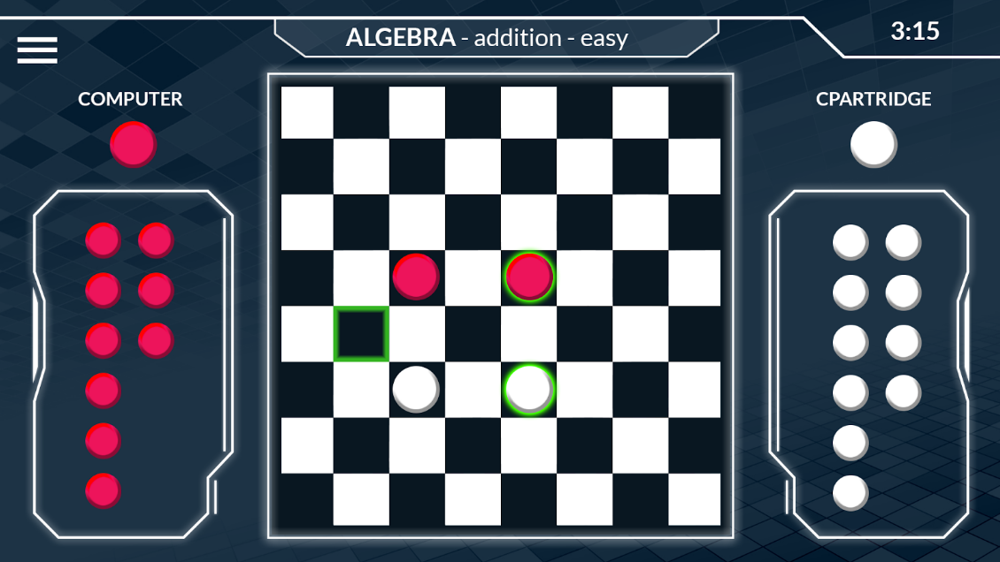 ALGEBRA - addition - easy
3:15
COMPUTER
CPARTRIDGE